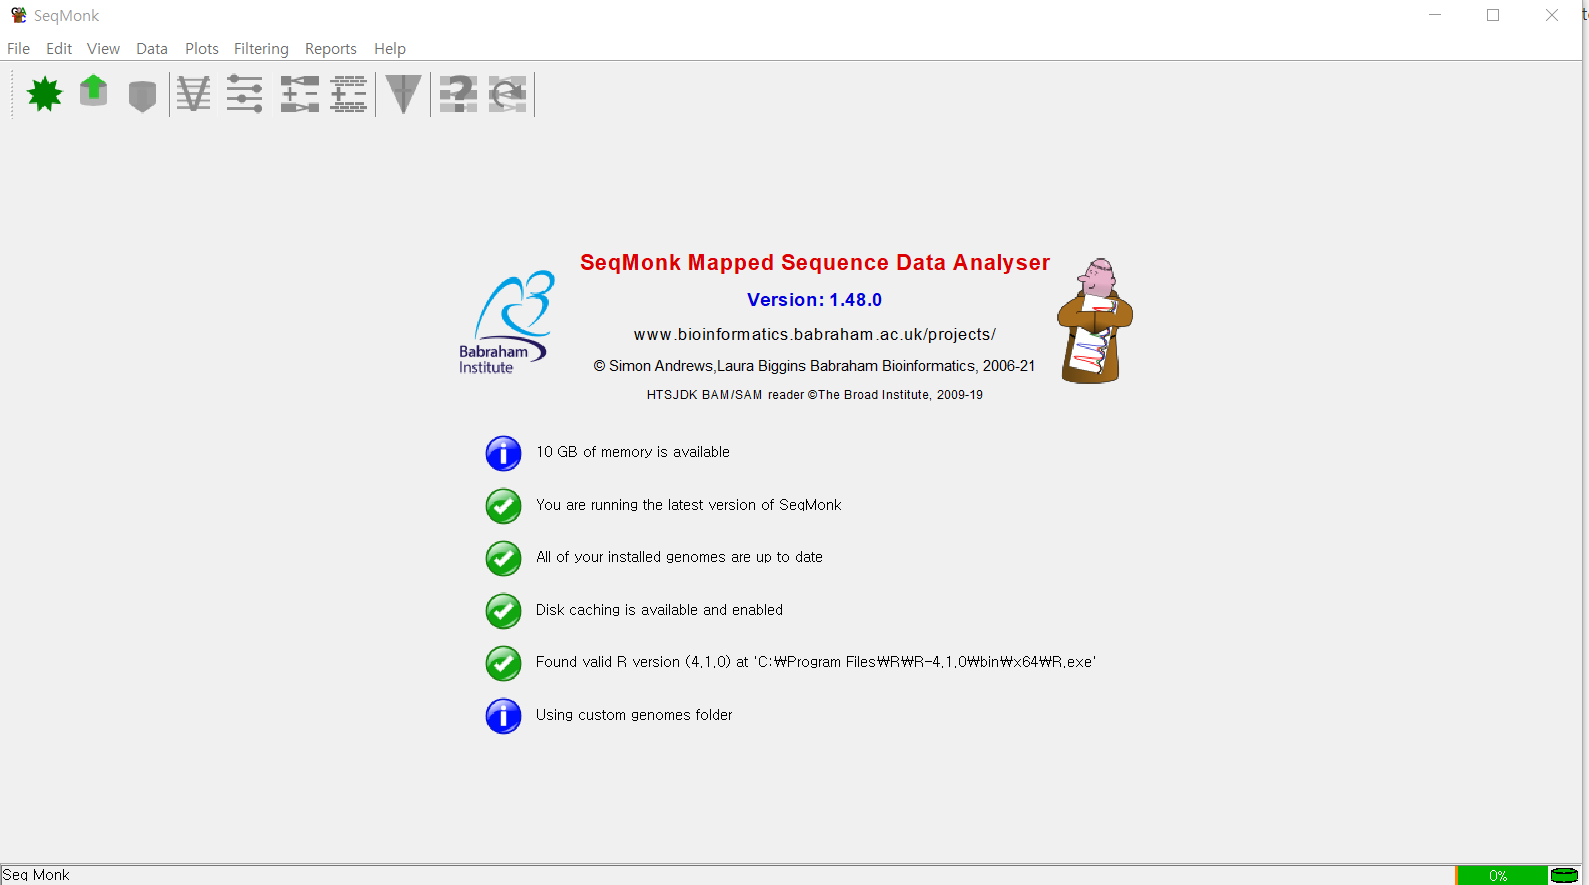 SeqMonk
File Edit View Data Plots Filtering Reports Help
SeqMonk Mapped Sequence Data Analyser
Version: 1.48.0
www.bioinformatics.babraham.ac.uk/projects/
© Simon Andrews,Laura Biggins Babraham Bioinformatics, 2006-21
HTSJDK BAM/SAM reader ©The Broad Institute, 2009-19
Babraham
Institute
10 GB of memory is available
You are running the latest version of SeqMonk
All of your installed genomes are up to date
Disk caching is available and enabled
Found valid R version (4.1.0) at 'C:₩Program Files₩R₩R-4.1.0₩bin₩x64₩R.exe'
Using custom genomes folder
Seq Monk
0%